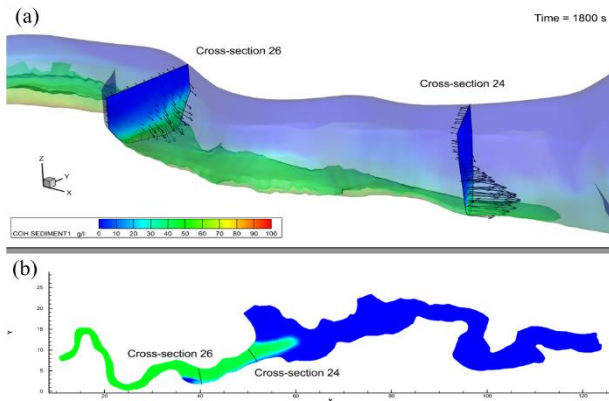 (a)
Time = 1800 s
Cross-section 26
Cross-section 24
Z
Y
X
COH SEDIMENT1 g/l:
0 10 20 30 40 50 60 70 80 90 100
(b)
25
20
Y
15
10
5
0
Cross-section 26
Cross-section 24
20 40 60 80 100 120
X